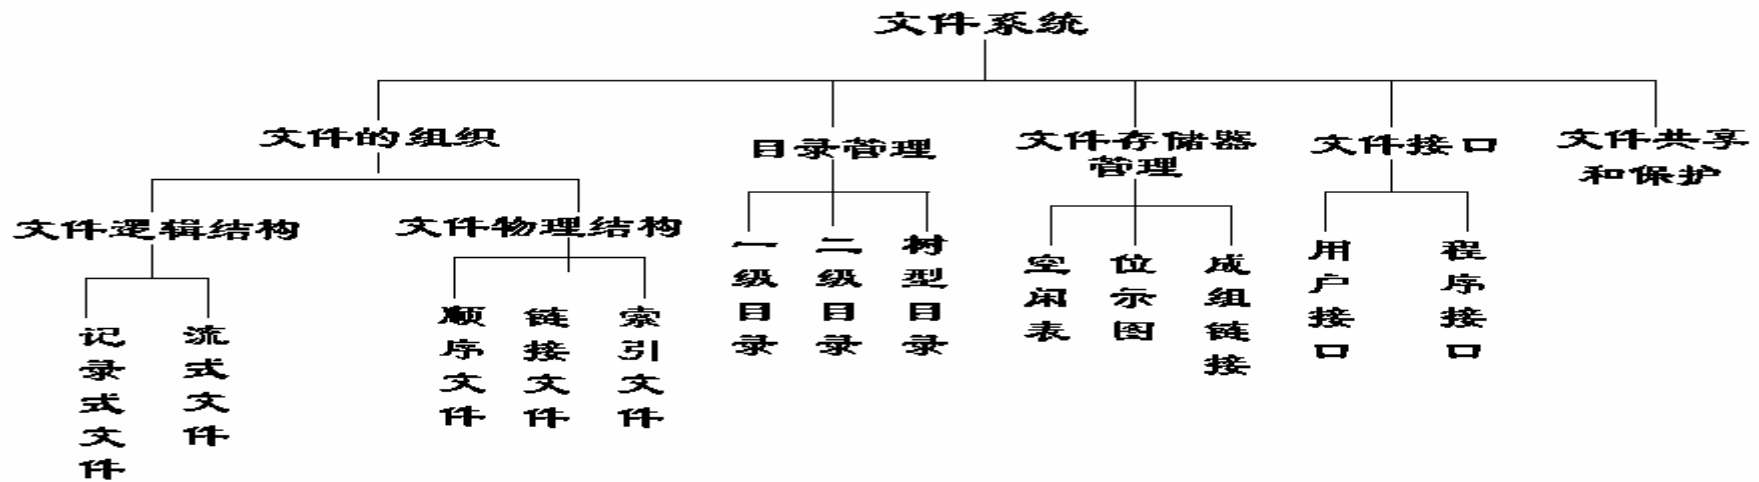 文件系统
文件的组织
目录管理
文件存储器
管理
文件接口
文件共享
和保护
文件逻辑结构
文件物理结构
一级目录
二级目录
树型目录
空闲表
位示图
成组链接
用户接口
程序接口
记录式文件
流式文件
顺序文件
链接文件
索引文件